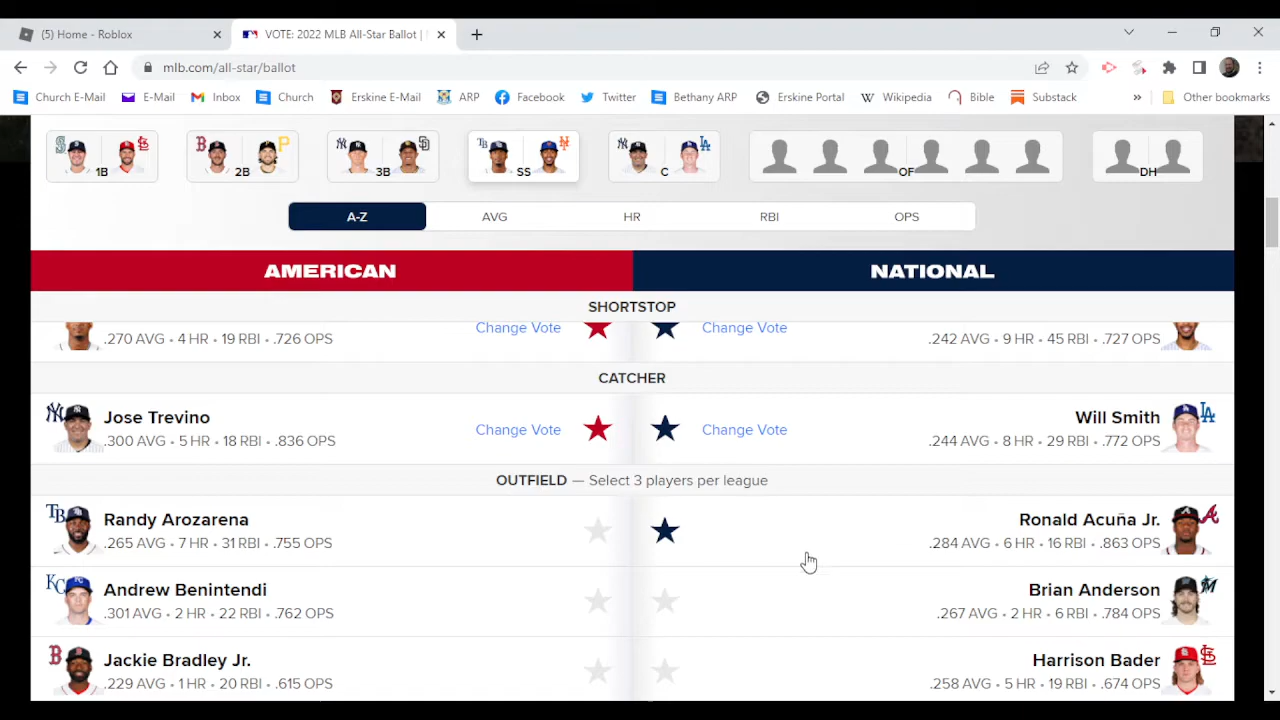 (5) Home - Roblox
VOTE: 2022 MLB All-Star Ballot |
mlb.com/all-star/ballot
Church E-Mail E-Mail Inbox Church Erskine E-Mail ARP Facebook Twitter Bethany ARP Erskine Portal Wikipedia Bible Substack » Other bookmarks
1B 2B 3B SS C OF DH
A-Z AVG HR RBI OPS
AMERICAN NATIONAL
SHORTSTOP
Change Vote Change Vote
.270 AVG • 4 HR • 19 RBI • .726 OPS .242 AVG • 9 HR • 45 RBI • .727 OPS
CATCHER
Jose Trevino Will Smith
.300 AVG • 5 HR • 18 RBI • .836 OPS Change Vote Change Vote .244 AVG • 8 HR • 29 RBI • .772 OPS
OUTFIELD — Select 3 players per league
Randy Arozarena Ronald Acuña Jr.
.265 AVG • 7 HR • 31 RBI • .755 OPS .284 AVG • 6 HR • 16 RBI • .863 OPS
Andrew Benintendi Brian Anderson
.301 AVG • 2 HR • 22 RBI • .762 OPS .267 AVG • 2 HR • 6 RBI • .784 OPS
Jackie Bradley Jr. Harrison Bader
.229 AVG • 1 HR • 20 RBI • .615 OPS .258 AVG • 5 HR • 19 RBI • .674 OPS